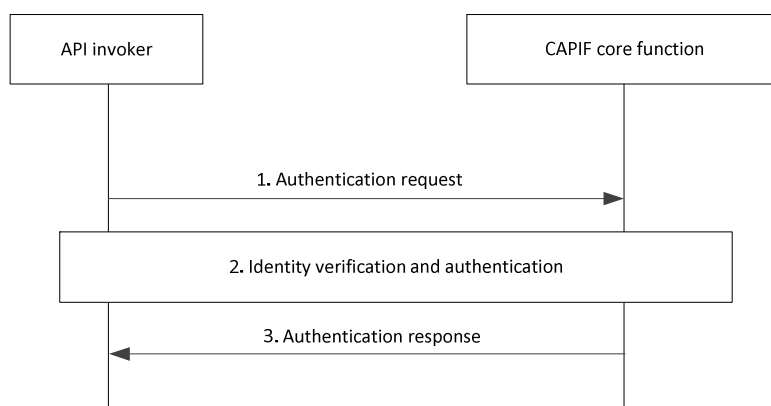 API invoker
CAPIF core function
1. Authentication request
2. Identity verification and authentication
3. Authentication response